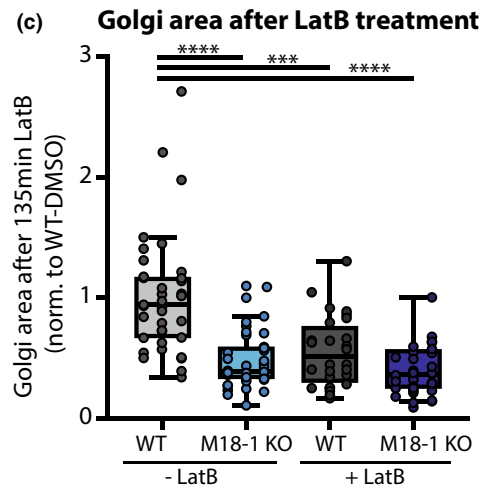 (c) Golgi area after LatB treatment
****
***
****
Golgi area after 135min LatB
(norm. to WT-DMSO)
3
2
1
0
WT M18-1 KO WT M18-1 KO
- LatB + LatB